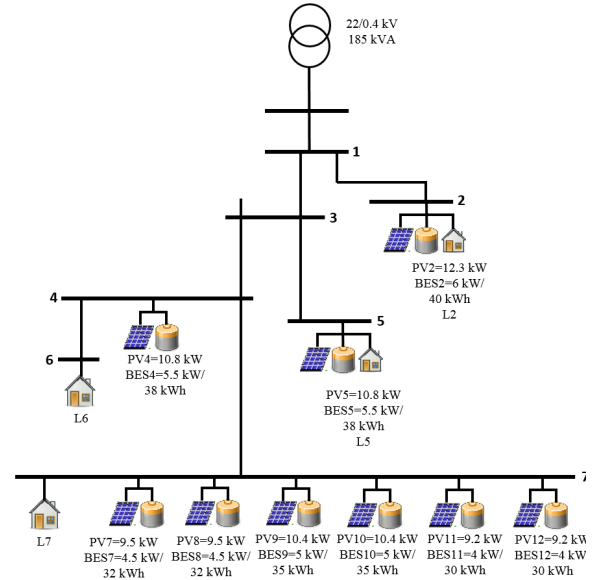 22/0.4 kV
185 kVA
1
2
PV2=12.3 kW
BES2=6 kW/
40 kWh
L2
3
4
5
PV4=10.8 kW
BES4=5.5 kW/
38 kWh
6
L6
PV5=10.8 kW
BES5=5.5 kW/
38 kWh
L5
7
L7
PV7=9.5 kW
BES7=4.5 kW/
32 kWh
PV8=9.5 kW
BES8=4.5 kW/
32 kWh
PV9=10.4 kW
BES9=5 kW/
35 kWh
PV10=10.4 kW
BES10=5 kW/
35 kWh
PV11=9.2 kW
BES11=4 kW/
30 kWh
PV12=9.2 kW
BES12=4 kW
30 kWh